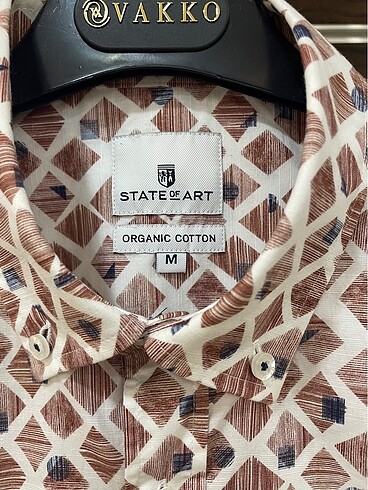 VAKKO
STATE OF ART
ORGANIC COTTON
M